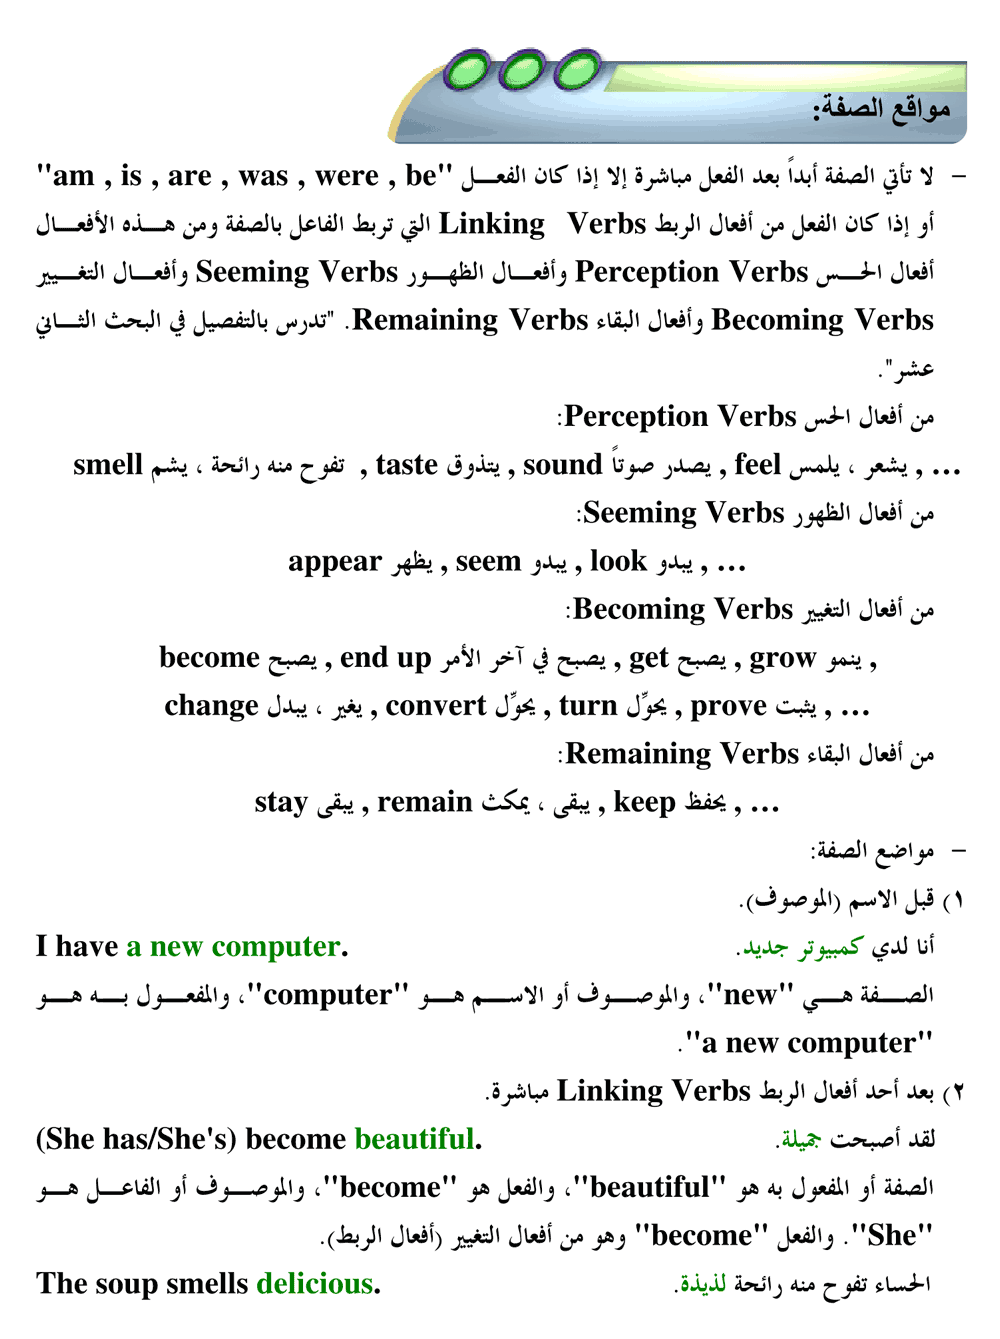 مواقع الصفة:
– لا تأتي الصفة أبداً بعد الفعل مباشرة إلا إذا كان الفعل "am , is , are , was , were , be"
أو إذا كان الفعل من أفعال الربط Linking Verbs التي تربط الفاعل بالصفة ومن هذه الأفعال
أفعال الحس Perception Verbs وأفعال الظهور Seeming Verbs وأفعال التغيير
Becoming Verbs وأفعال البقاء Remaining Verbs. "تدرس بالتفصيل في البحث الثاني
عشر".
من أفعال الحس Perception Verbs:
smell تفوح منه رائحة ، يشم , taste يتذوق , sound يصدر صوتاً , feel يشعر ، يلمس , ...
من أفعال الظهور Seeming Verbs:
appear يظهر , seem يبدو , look يبدو , ...
من أفعال التغيير Becoming Verbs:
become يصبح , end up يصبح في آخر الأمر , get يصبح , grow ينمو ,
change يغير ، يبدل , convert يحوِّل , turn يحوِّل , prove يثبت , ...
من أفعال البقاء Remaining Verbs:
stay يبقى , remain يبقى ، يمكث , keep يحفظ , ...
– مواضع الصفة:
١) قبل الاسم (الموصوف).
I have a new computer. أنا لدي كمبيوتر جديد.
الصفة هي "new"، والموصوف أو الاسم هو "computer"، والمفعول به هو
"a new computer".
٢) بعد أحد أفعال الربط Linking Verbs مباشرة.
(She has/She's) become beautiful. لقد أصبحت جميلة.
الصفة أو المفعول به هو "beautiful"، والفعل هو "become"، والموصوف أو الفاعل هو
"She". والفعل "become" وهو من أفعال التغيير (أفعال الربط).
The soup smells delicious. الحساء تفوح منه رائحة لذيذة.